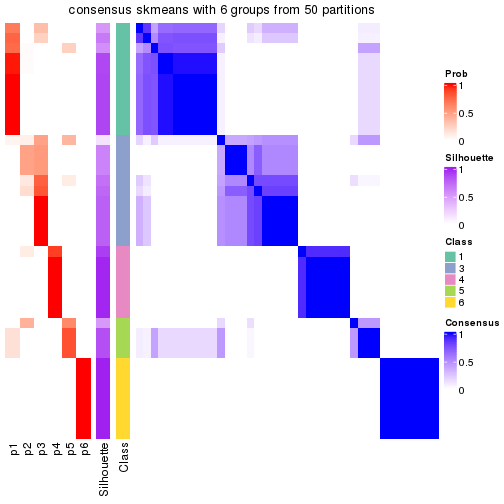 consensus skmeans with 6 groups from 50 partitions
Prob
1
0.5
0
Silhouette
1
0.5
0
Class
1
3
4
5
6
Consensus
1
0.5
0
p1
p2
p3
p4
p5
p6
Silhouette
Class